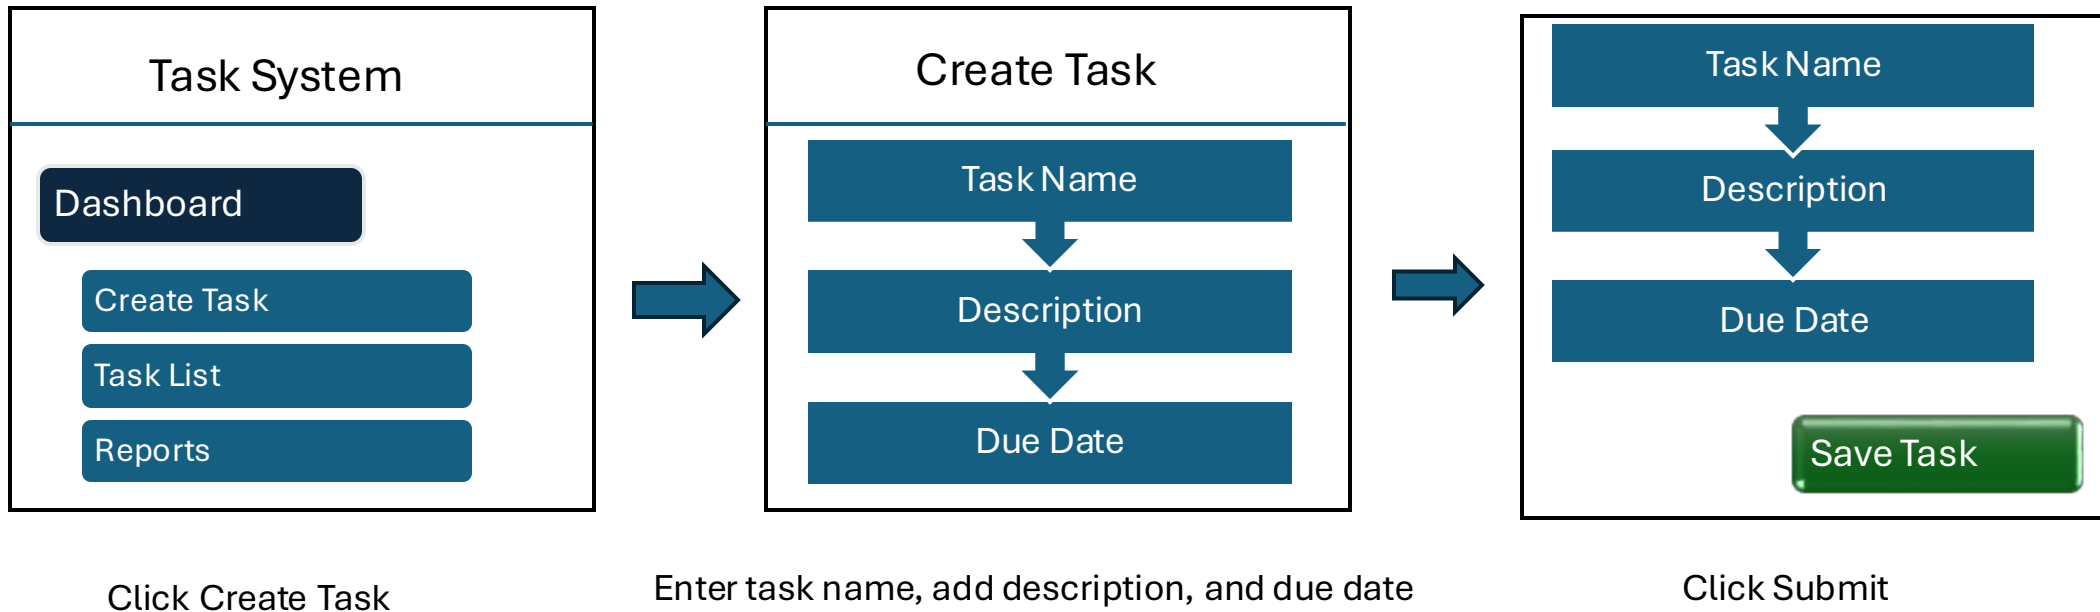 Task System
Dashboard
Create Task
Task List
Reports
Click Create Task
Create Task
Task Name
Description
Due Date
Enter task name, add description, and due date
Task Name
Description
Due Date
Save Task
Click Submit